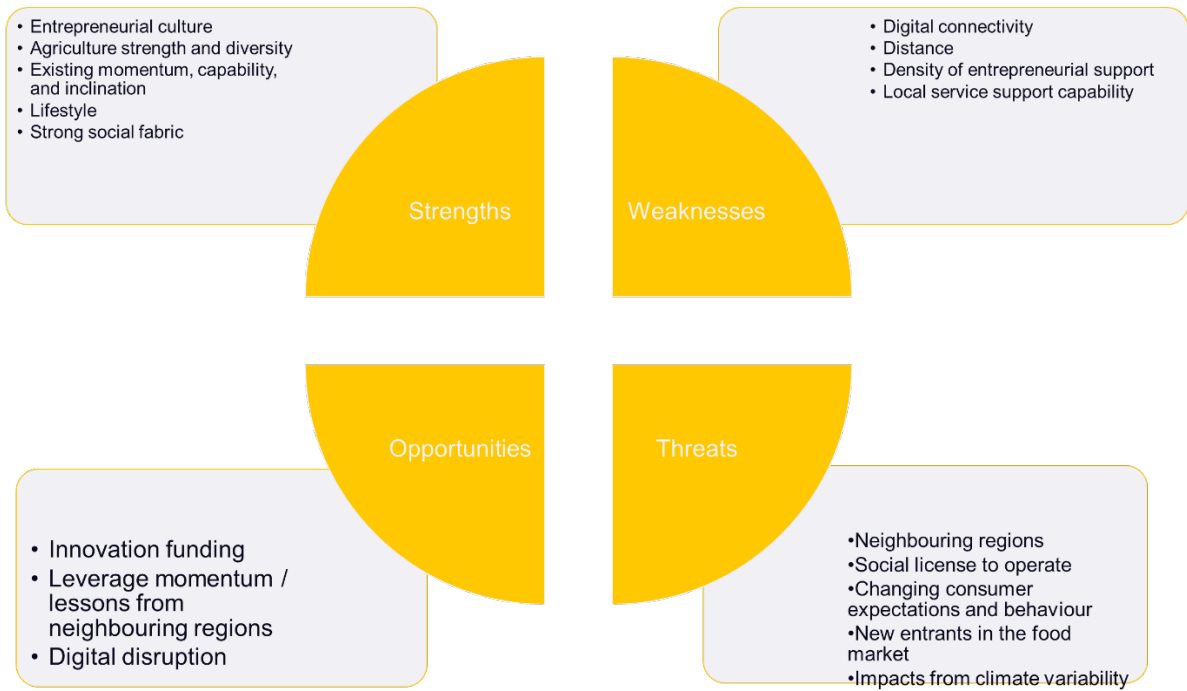 • Entrepreneurial culture
• Agriculture strength and diversity
• Existing momentum, capability,
and inclination
• Lifestyle
• Strong social fabric
• Digital connectivity
• Distance
• Density of entrepreneurial support
• Local service support capability
Strengths
Weaknesses
Opportunities
Threats
• Innovation funding
• Leverage momentum /
lessons from
neighbouring regions
• Digital disruption
•Neighbouring regions
•Social license to operate
•Changing consumer
expectations and behaviour
•New entrants in the food
market
•Impacts from climate variability